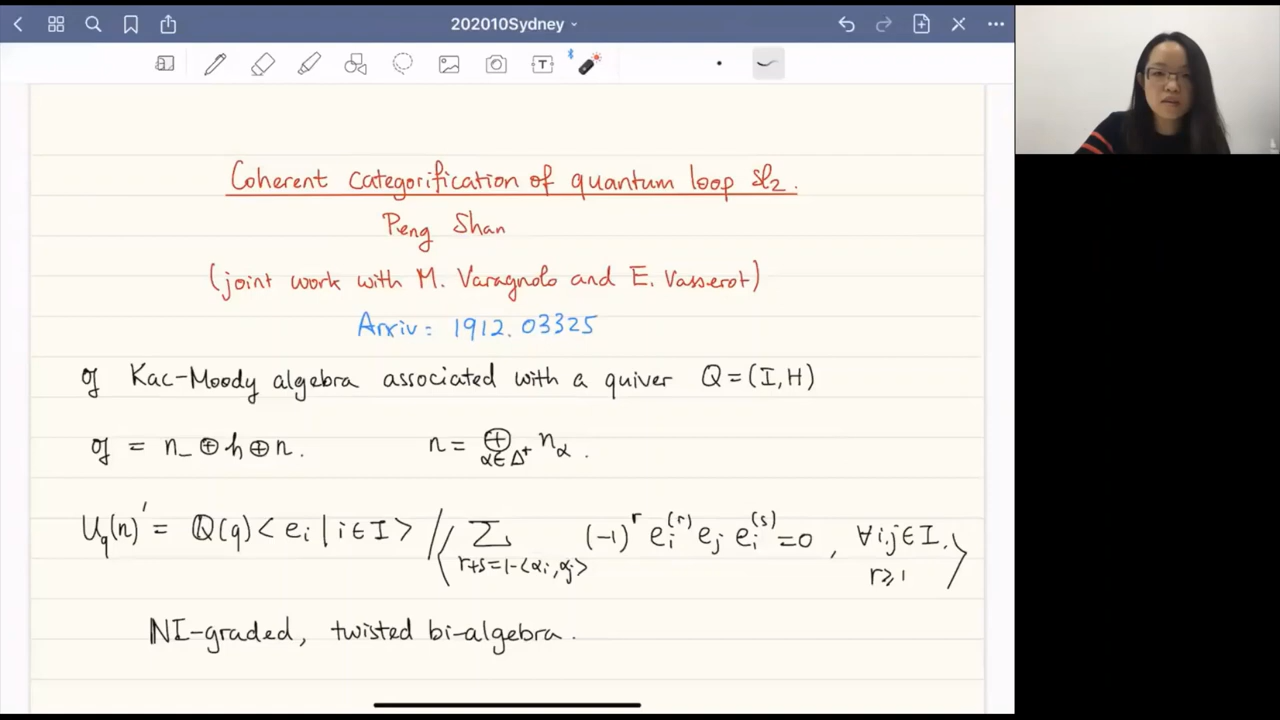 202010Sydney
Coherent categorification of quantum loop sl₂.
Peng Shan
(joint work with M. Varagnolo and E. Vasserot)
Arxiv: 1912.03325
𝔤 Kac-Moody algebra associated with a quiver Q=(I,H)
𝔤 = n_ ⊕ h ⊕ n. n = ⊕_{α∈Δ⁺} n_α.
U_q(n)' = Q(q)<e_i | i∈I> / < ∑_{r+s=1-<α_i,α_j>} (-1)^r e_i^{(r)} e_j e_i^{(s)} =0, ∀i,j∈I. r≥1 >
NI-graded, twisted bi-algebra.